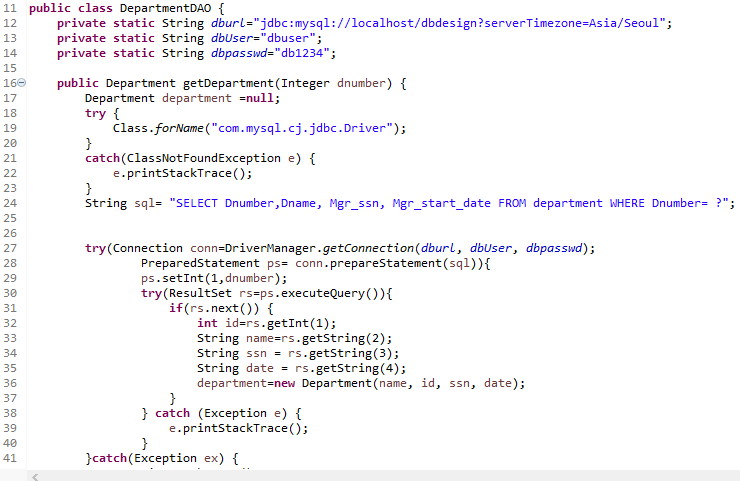 11 public class DepartmentDAO {
12     private static String dburl="jdbc:mysql://localhost/dbdesign?serverTimezone=Asia/Seoul";
13     private static String dbUser="dbuser";
14     private static String dbpasswd="db1234";
15
16     public Department getDepartment(Integer dnumber) {
17         Department department =null;
18         try {
19             Class.forName("com.mysql.cj.jdbc.Driver");
20         }
21         catch(ClassNotFoundException e) {
22             e.printStackTrace();
23         }
24         String sql= "SELECT Dnumber,Dname, Mgr_ssn, Mgr_start_date FROM department WHERE Dnumber= ?";
25
26
27         try(Connection conn=DriverManager.getConnection(dburl, dbUser, dbpasswd);
28                 PreparedStatement ps= conn.prepareStatement(sql)){
29                 ps.setInt(1,dnumber);
30                 try(ResultSet rs=ps.executeQuery()){
31                     if(rs.next()) {
32                         int id=rs.getInt(1);
33                         String name=rs.getString(2);
34                         String ssn = rs.getString(3);
35                         String date = rs.getString(4);
36                         department=new Department(name, id, ssn, date);
37                     }
38                 } catch (Exception e) {
39                     e.printStackTrace();
40                 }
41         }catch(Exception ex) {